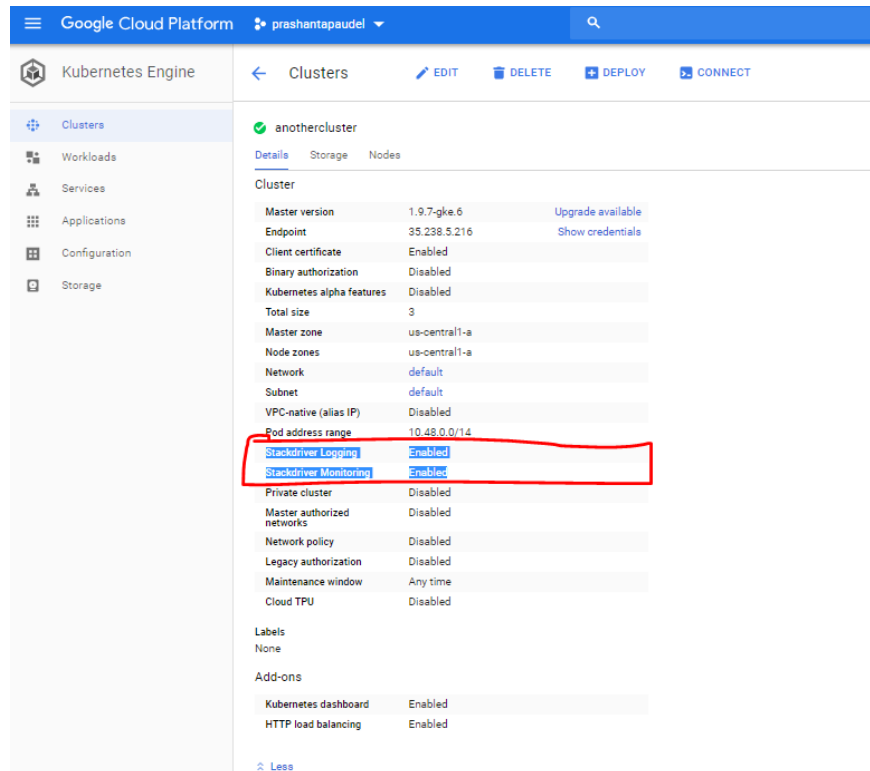 Google Cloud Platform prashantapaudel
Kubernetes Engine
Clusters EDIT DELETE DEPLOY CONNECT
Clusters
Workloads
Services
Applications
Configuration
Storage
anothercluster
Details Storage Nodes
Cluster
Master version 1.9.7-gke.6 Upgrade available
Endpoint 35.238.5.216 Show credentials
Client certificate Enabled
Binary authorization Disabled
Kubernetes alpha features Disabled
Total size 3
Master zone us-central1-a
Node zones us-central1-a
Network default
Subnet default
VPC-native (alias IP) Disabled
Pod address range 10.48.0.0/14
Stackdriver Logging Enabled
Stackdriver Monitoring Enabled
Private cluster Disabled
Master authorized Disabled
networks
Network policy Disabled
Legacy authorization Disabled
Maintenance window Any time
Cloud TPU Disabled
Labels
None
Add-ons
Kubernetes dashboard Enabled
HTTP load balancing Enabled
Less